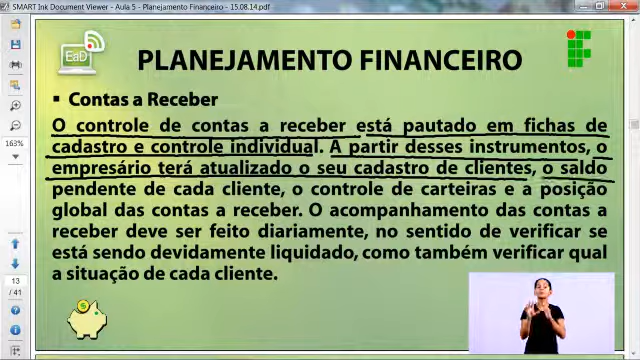 SMART Ink Document Viewer - Aula 5 - Planejamento Financeiro - 15.08.14.pdf
EaD
PLANEJAMENTO FINANCEIRO
▪ Contas a Receber
O controle de contas a receber está pautado em fichas de
cadastro e controle individual. A partir desses instrumentos, o
empresário terá atualizado o seu cadastro de clientes, o saldo
pendente de cada cliente, o controle de carteiras e a posição
global das contas a receber. O acompanhamento das contas a
receber deve ser feito diariamente, no sentido de verificar se
está sendo devidamente liquidado, como também verificar qual
a situação de cada cliente.
163%
13
/ 41